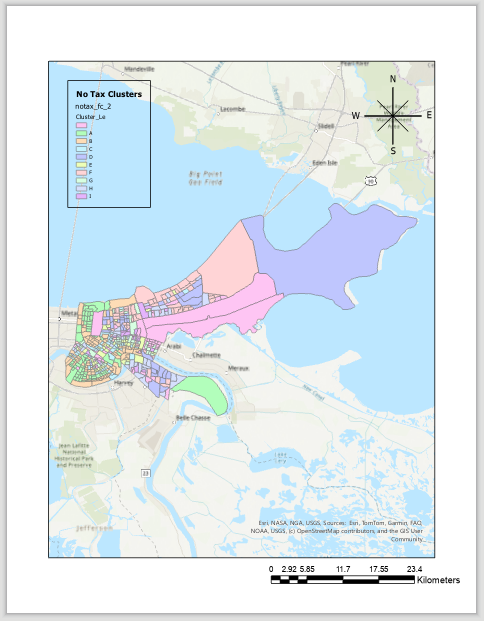 Mandeville
Pearl River
Lacombe
Slidell
Eden Isle
90
Big Point
Gas Field
N
W
E
S
No Tax Clusters
notax_fc_2
Cluster_Le
A
B
C
D
E
F
G
H
I
Metai
Arabi
Chalmette
Meraux
Harvey
Belle Chasse
Jean Lafitte
National
Historical Park
and Preserve
23
Jefferson
Esri, NASA, NGA, USGS, Sources: Esri, TomTom, Garmin, FAO,
NOAA, USGS, (c) OpenStreetMap contributors, and the GIS User
Community
0 2.92 5.85 11.7 17.55 23.4
Kilometers